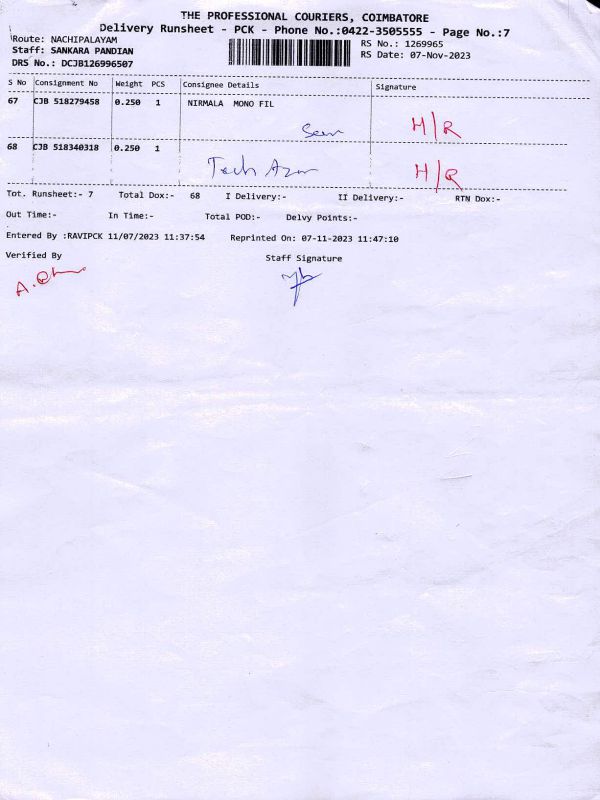 THE PROFESSIONAL COURIERS, COIMBATORE
Delivery Runsheet - PCK - Phone No.:0422-3505555 - Page No.:7
Route: NACHIPALAYAM
RS No.: 1269965
Staff: SANKARA PANDIAN
RS Date: 07-Nov-2023
DRS No.: DCJB126996507
S No Consignment No Weight PCS Consignee Details Signature
67 CJB 518279458 0.250 1 NIRMALA MONO FIL
H/R
68 CJB 518340318 0.250 1
Tech H/R
Tot. Runsheet:- 7 Total Dox:- 68 I Delivery:- II Delivery:- RTN Dox:-
Out Time:- In Time:- Total POD:- Delvy Points:-
Entered By :RAVIPCK 11/07/2023 11:37:54 Reprinted On: 07-11-2023 11:47:10
Verified By Staff Signature